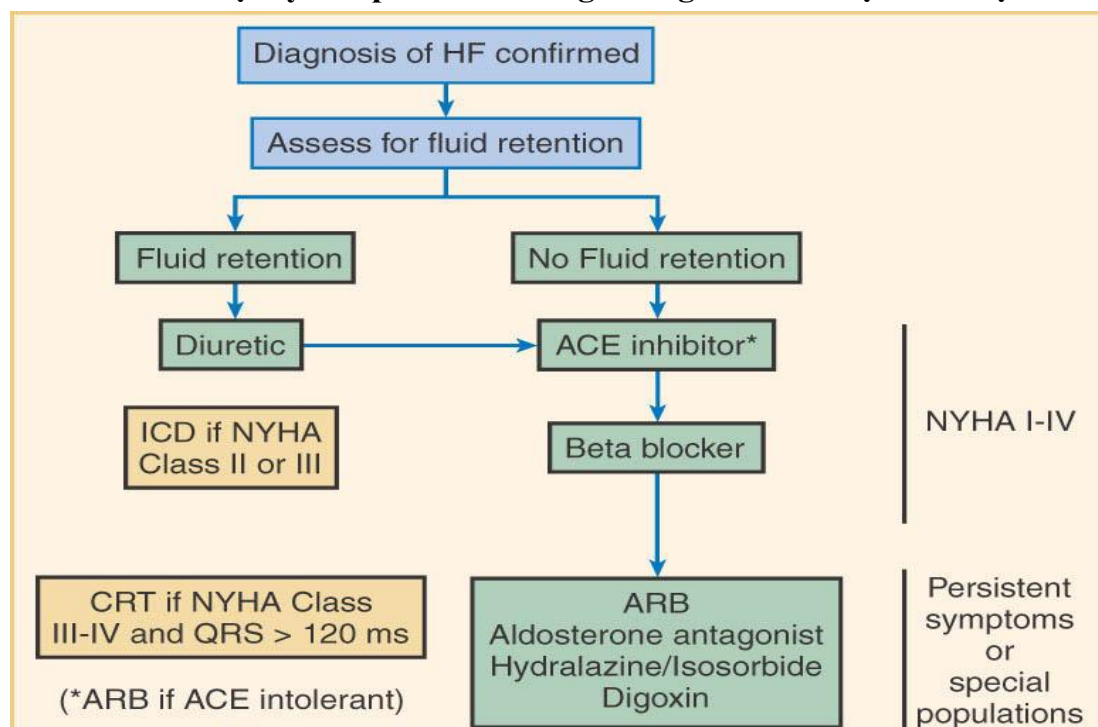 Diagnosis of HF confirmed
Assess for fluid retention
Fluid retention
No Fluid retention
Diuretic
ACE inhibitor*
ICD if NYHA
Class II or III
Beta blocker
NYHA I-IV
CRT if NYHA Class
III-IV and QRS > 120 ms
(*ARB if ACE intolerant)
ARB
Aldosterone antagonist
Hydralazine/Isosorbide
Digoxin
Persistent
symptoms
or
special
populations